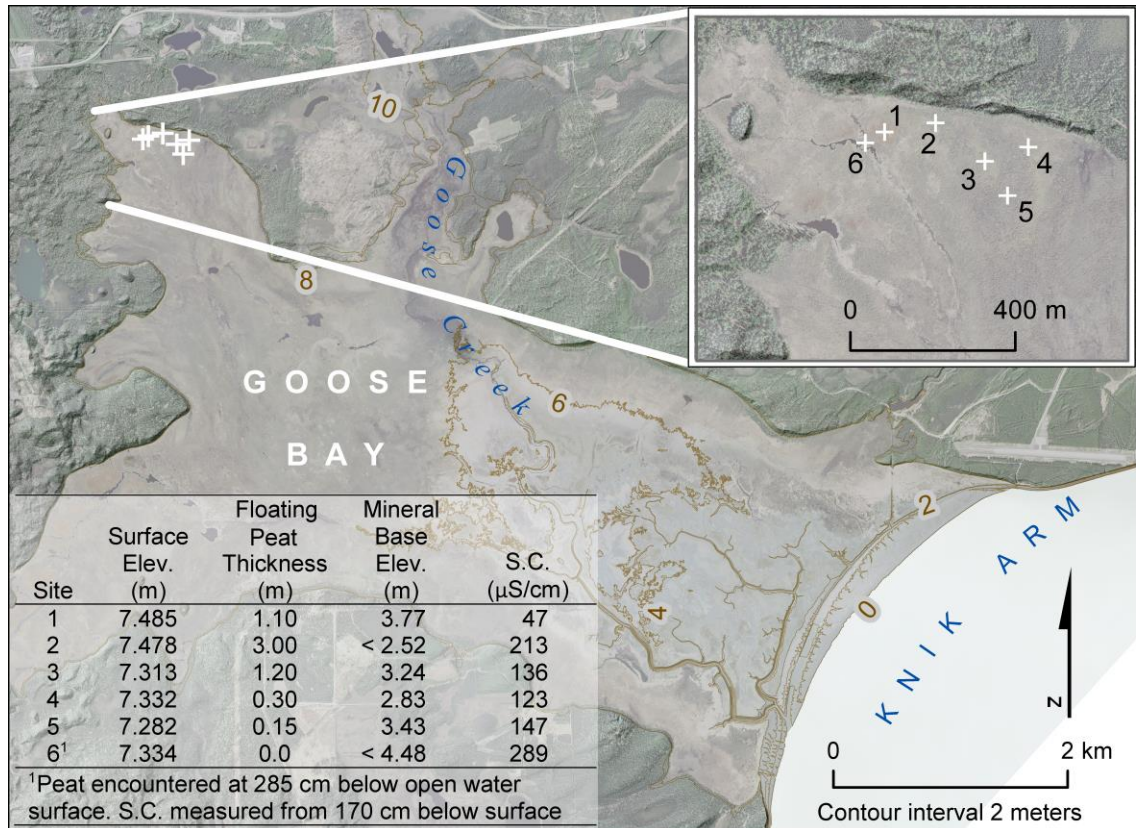 10
Goose
Creek
8
6
4
2
0
GOOSE
BAY
KNIK ARM
1
2
3
4
5
6
0 400 m
Site Surface Elev. (m) Floating Peat Thickness (m) Mineral Base Elev. (m) S.C. (µS/cm)
1 7.485 1.10 3.77 47
2 7.478 3.00 < 2.52 213
3 7.313 1.20 3.24 136
4 7.332 0.30 2.83 123
5 7.282 0.15 3.43 147
6¹ 7.334 0.0 < 4.48 289
¹Peat encountered at 285 cm below open water
surface. S.C. measured from 170 cm below surface
N
0 2 km
Contour interval 2 meters